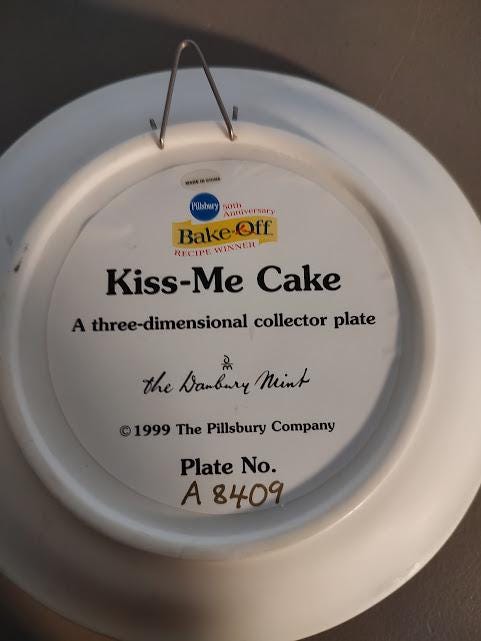 MADE IN CHINA
Pillsbury 50th
Anniversary
Bake-Off
RECIPE WINNER
Kiss-Me Cake
A three-dimensional collector plate
DM
the Danbury Mint
©1999 The Pillsbury Company
Plate No.
A 8409